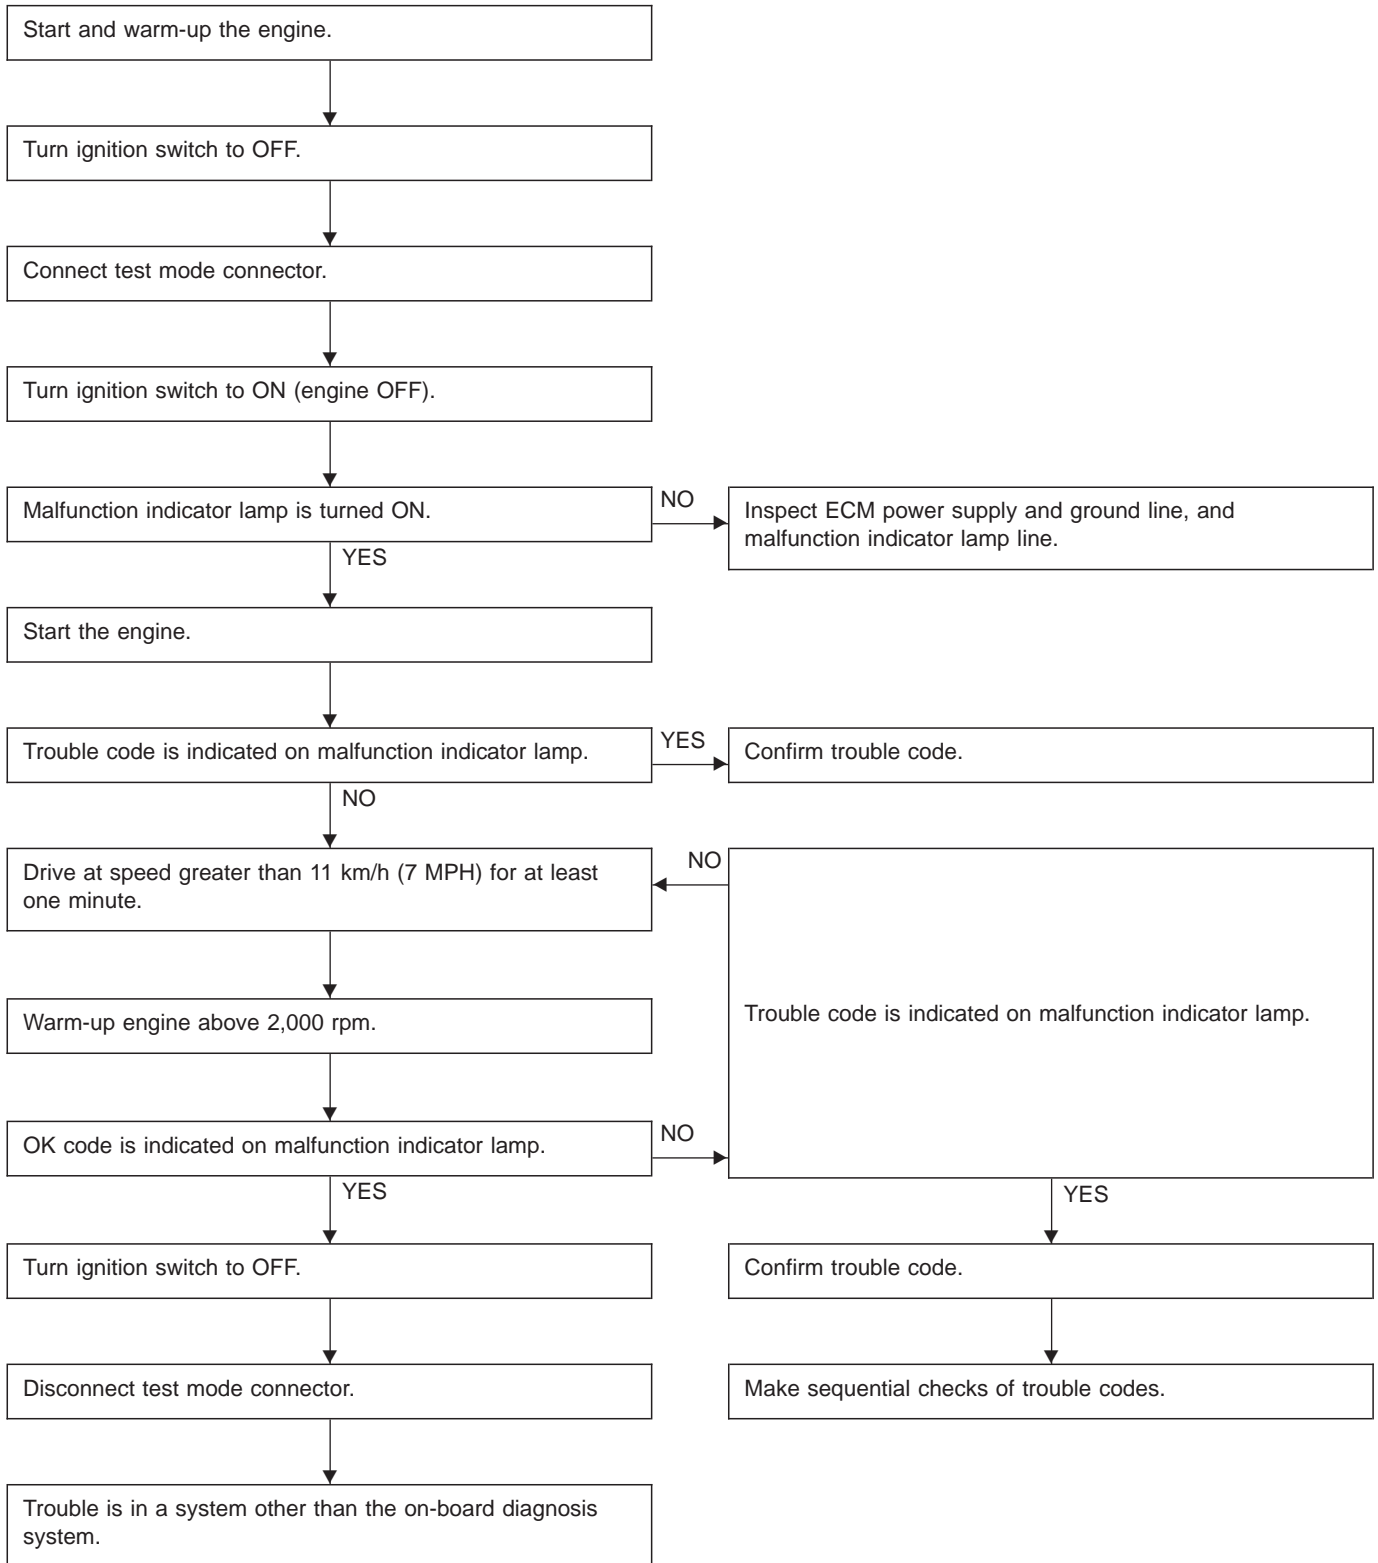 Start and warm-up the engine.
Turn ignition switch to OFF.
Connect test mode connector.
Turn ignition switch to ON (engine OFF).
Malfunction indicator lamp is turned ON.
NO
Inspect ECM power supply and ground line, and
malfunction indicator lamp line.
YES
Start the engine.
Trouble code is indicated on malfunction indicator lamp.
YES
Confirm trouble code.
NO
Drive at speed greater than 11 km/h (7 MPH) for at least
one minute.
NO
Warm-up engine above 2,000 rpm.
Trouble code is indicated on malfunction indicator lamp.
OK code is indicated on malfunction indicator lamp.
NO
YES
YES
Turn ignition switch to OFF.
Confirm trouble code.
Disconnect test mode connector.
Make sequential checks of trouble codes.
Trouble is in a system other than the on-board diagnosis
system.